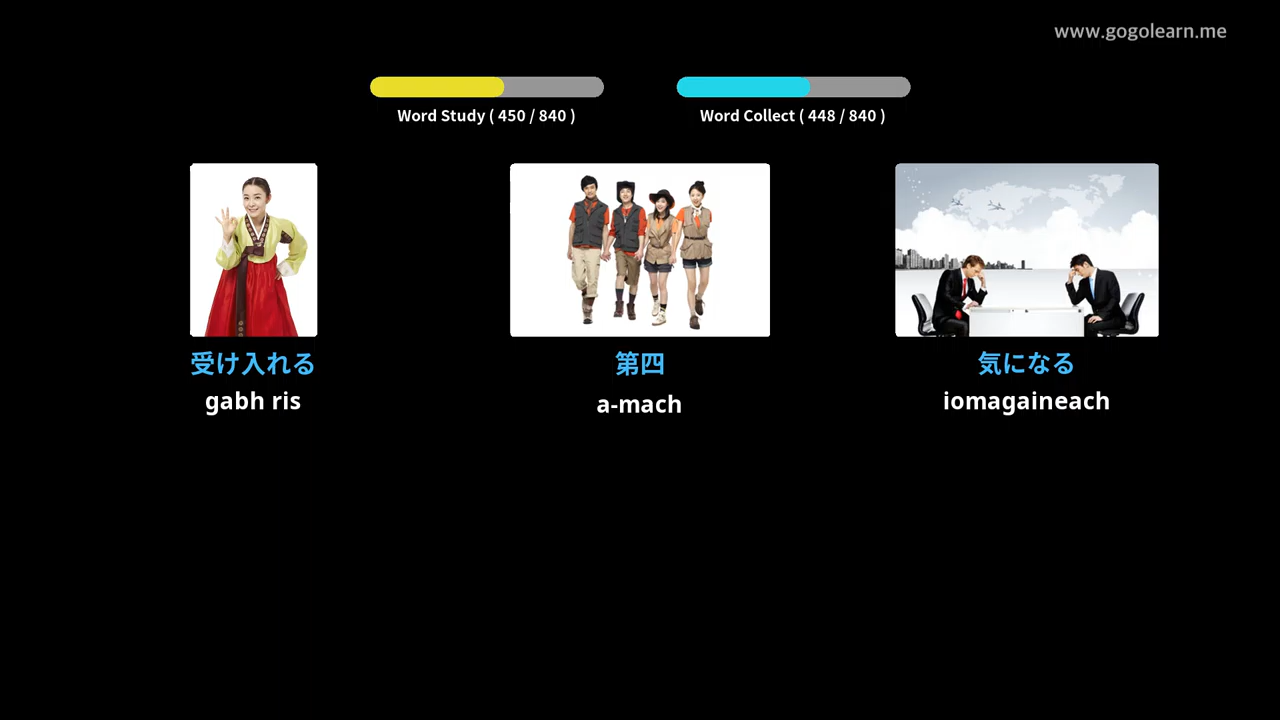 www.gogolearn.me
Word Study ( 450 / 840 )
Word Collect ( 448 / 840 )
受け入れる
gabh ris
第四
a-mach
気になる
iomagaineach